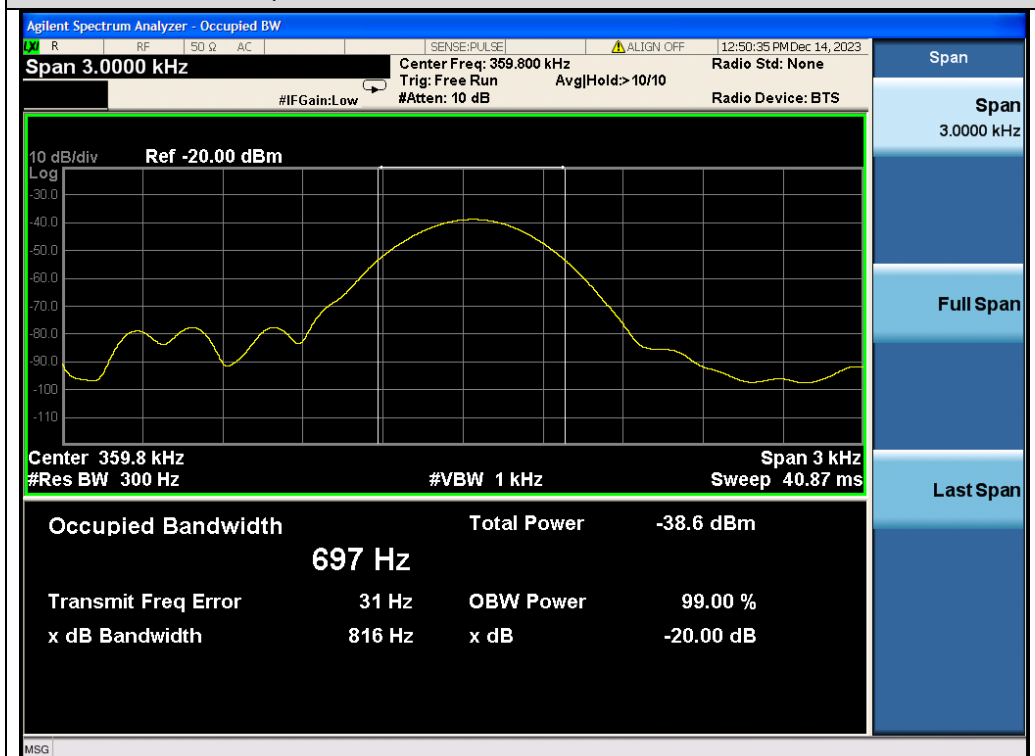 Agilent Spectrum Analyzer - Occupied BW
LXI R RF 50 Ω AC SENSE:PULSE ALIGN OFF 12:50:35 PM Dec 14, 2023
Span 3.0000 kHz Center Freq: 359.800 kHz Radio Std: None
Trig: Free Run Avg|Hold:>10/10
#IFGain:Low #Atten: 10 dB Radio Device: BTS
Span
Span
3.0000 kHz
Full Span
Last Span
10 dB/div Ref -20.00 dBm
Log
-30.0
-40.0
-50.0
-60.0
-70.0
-80.0
-90.0
-100
-110
Center 359.8 kHz Span 3 kHz
#Res BW 300 Hz #VBW 1 kHz Sweep 40.87 ms
Occupied Bandwidth Total Power -38.6 dBm
697 Hz
Transmit Freq Error 31 Hz OBW Power 99.00 %
x dB Bandwidth 816 Hz x dB -20.00 dB
MSG